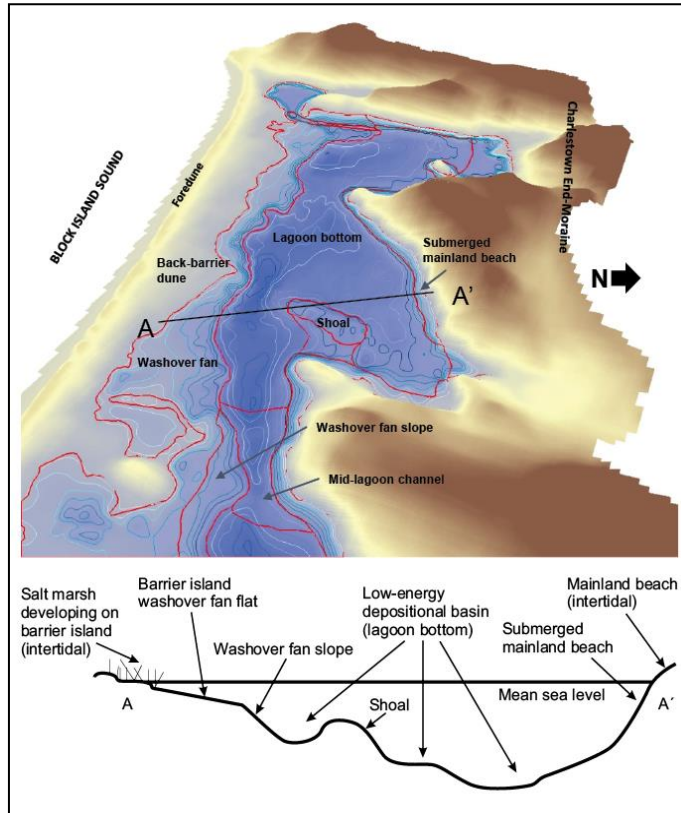 BLOCK ISLAND SOUND
Foredune
Charlestown End-Moraine
Lagoon bottom
Submerged
mainland beach
Back-barrier
dune
N
A
A'
Shoal
Washover fan
Washover fan slope
Mid-lagoon channel
Salt marsh
developing on
barrier island
(intertidal)
Barrier island
washover fan flat
Washover fan slope
Low-energy
depositional basin
(lagoon bottom)
Mainland beach
(intertidal)
Submerged
mainland beach
Shoal
Mean sea level
A
A´